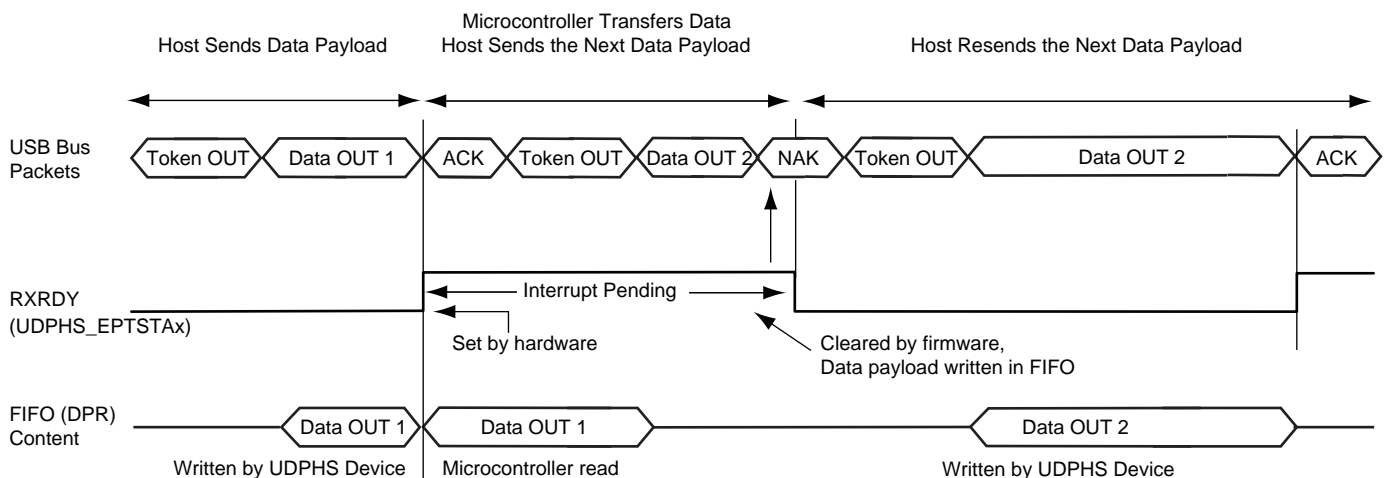 Microcontroller Transfers Data
Host Sends Data Payload
Host Sends the Next Data Payload
Host Resends the Next Data Payload
USB Bus
Packets
Token OUT
Data OUT 1
ACK
Token OUT
Data OUT 2
NAK
Token OUT
Data OUT 2
ACK
RXRDY
(UDPHS_EPTSTAx)
Interrupt Pending
Set by hardware
Cleared by firmware,
Data payload written in FIFO
FIFO (DPR)
Content
Data OUT 1
Data OUT 1
Data OUT 2
Written by UDPHS Device
Microcontroller read
Written by UDPHS Device